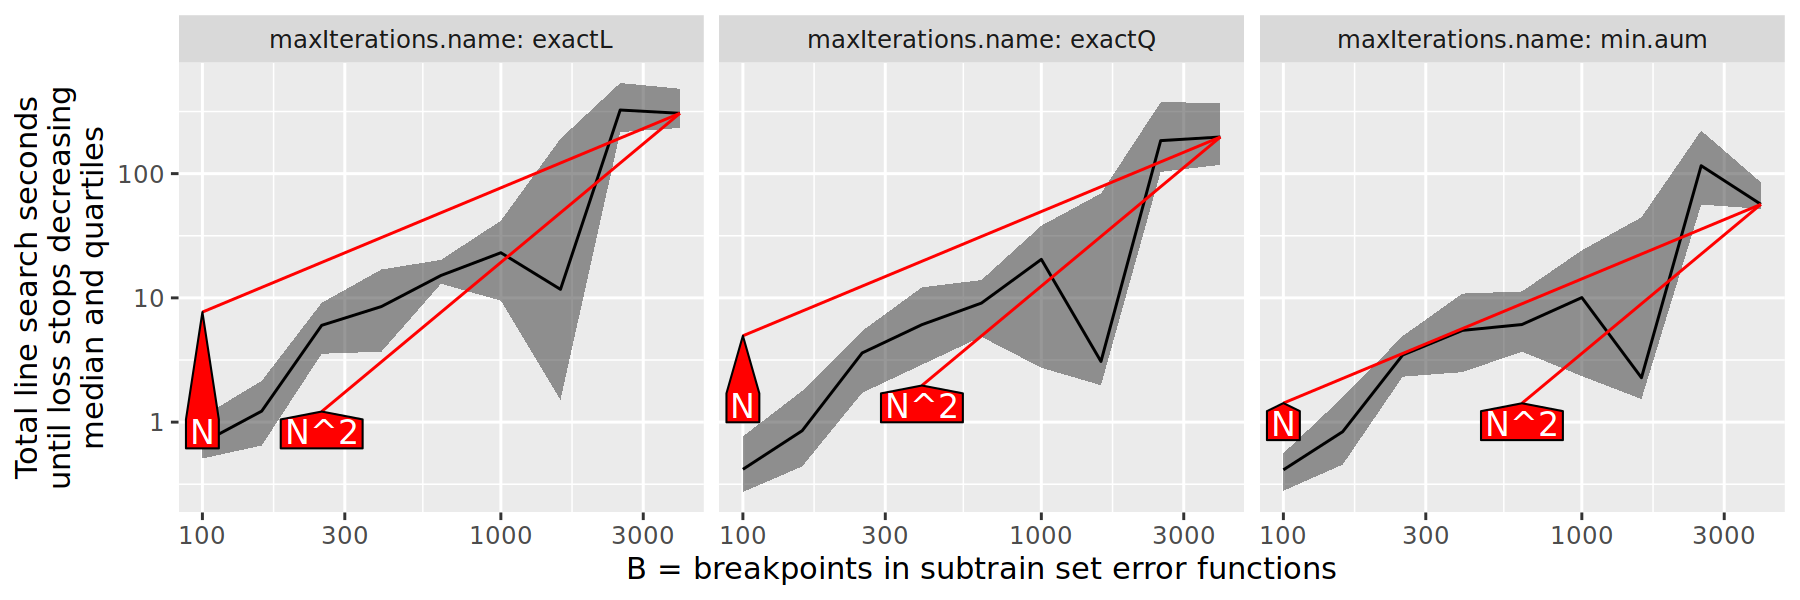 maxIterations.name: exactL
maxIterations.name: exactQ
maxIterations.name: min.aum
Total line search seconds
until loss stops decreasing
median and quartiles
100
10
1
N
N^2
N
N^2
N
N^2
100 300 1000 3000
100 300 1000 3000
100 300 1000 3000
B = breakpoints in subtrain set error functions